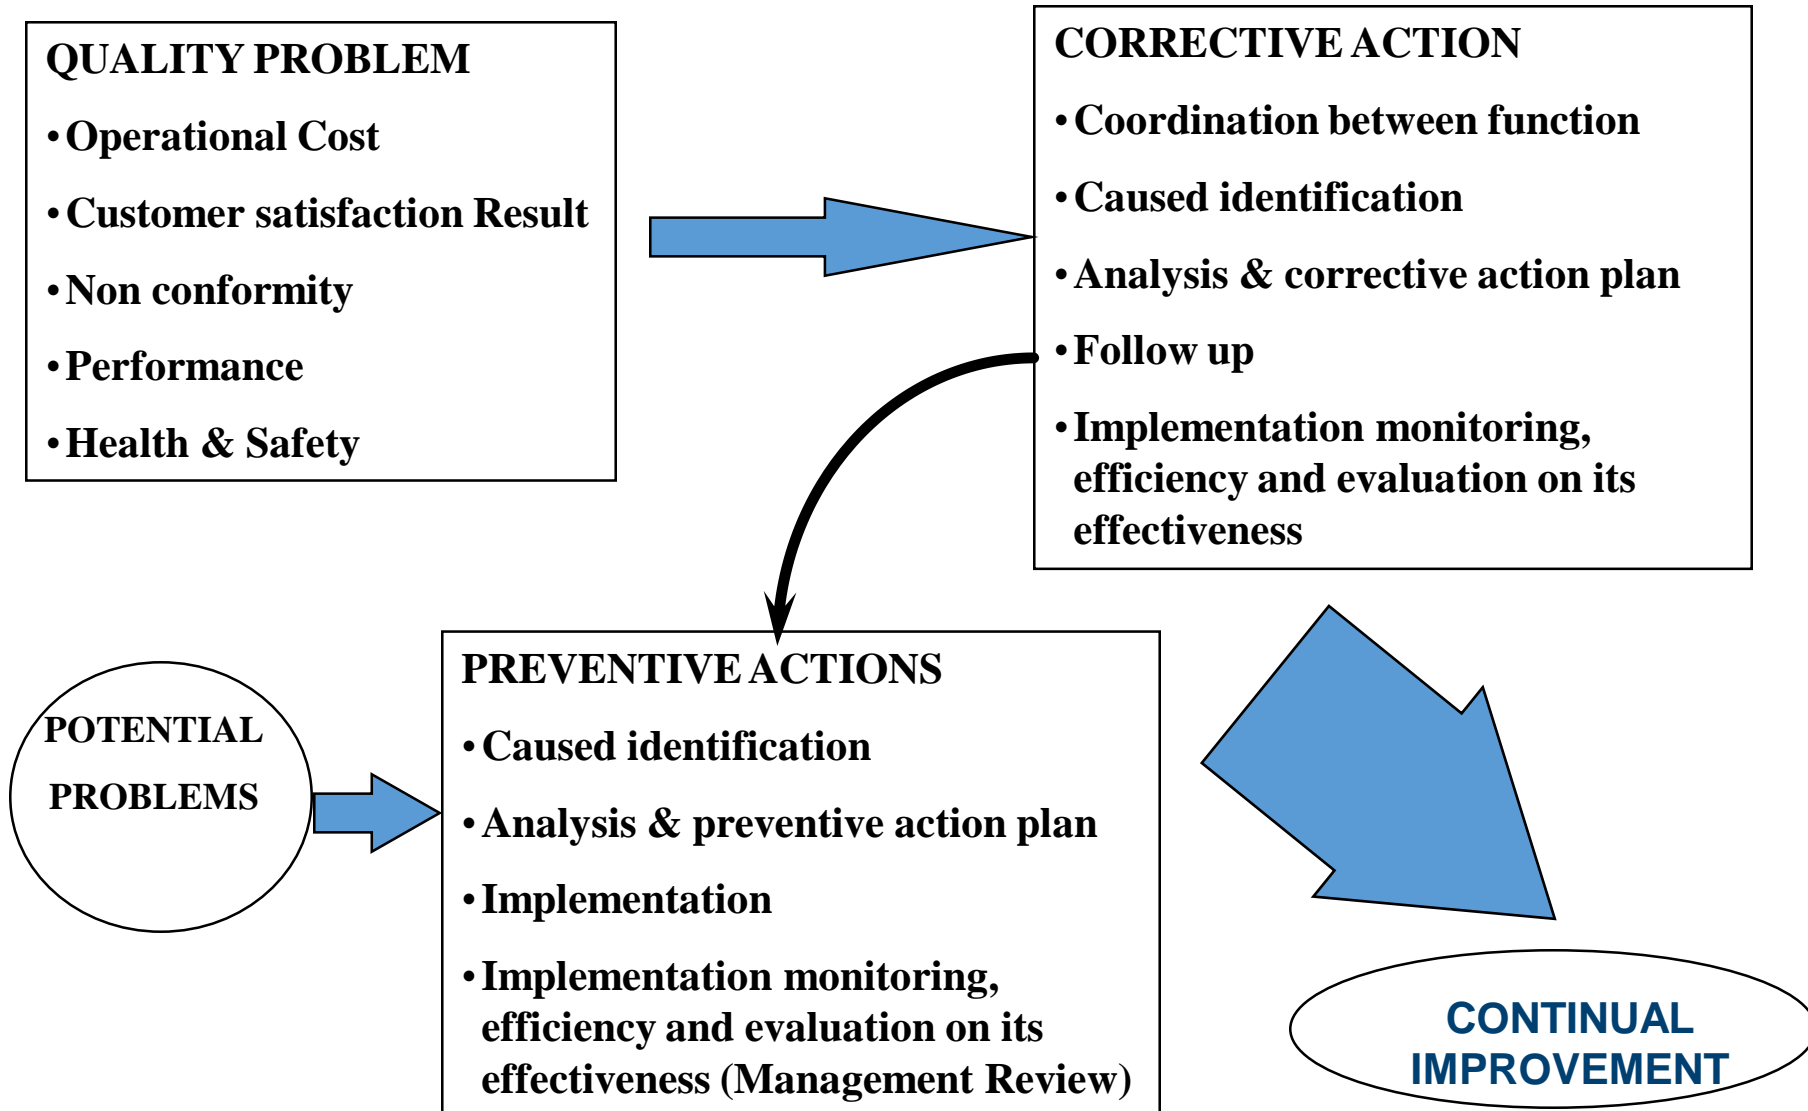 QUALITY PROBLEM
•Operational Cost
•Customer satisfaction Result
•Non conformity
•Performance
•Health & Safety
CORRECTIVE ACTION
•Coordination between function
•Caused identification
•Analysis & corrective action plan
•Follow up
•Implementation monitoring,
efficiency and evaluation on its
effectiveness
POTENTIAL
PROBLEMS
PREVENTIVE ACTIONS
•Caused identification
•Analysis & preventive action plan
•Implementation
•Implementation monitoring,
efficiency and evaluation on its
effectiveness (Management Review)
CONTINUAL
IMPROVEMENT